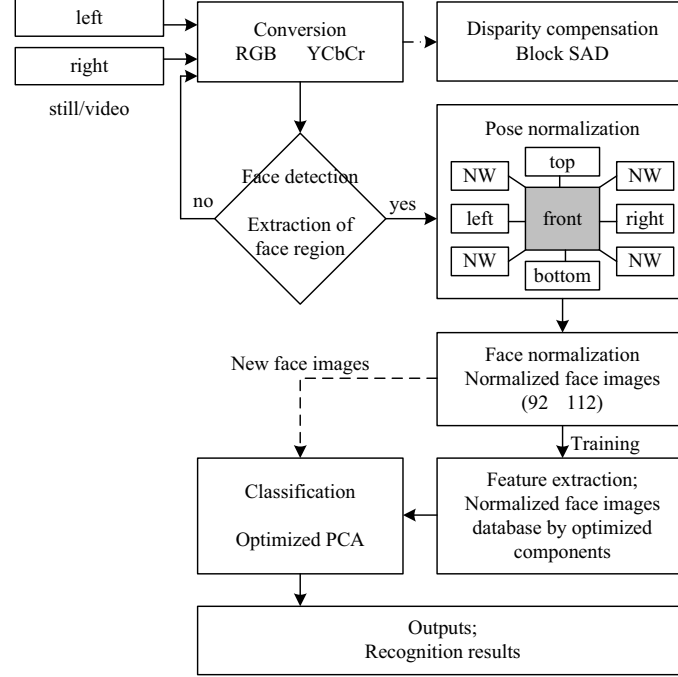 left
right
still/video
Conversion
RGB YCbCr
Disparity compensation
Block SAD
Face detection
Extraction of
face region
no
yes
Pose normalization
NW
top
NW
left
front
right
NW
bottom
NW
Face normalization
Normalized face images
(92 112)
New face images
Training
Feature extraction;
Normalized face images
database by optimized
components
Classification
Optimized PCA
Outputs;
Recognition results